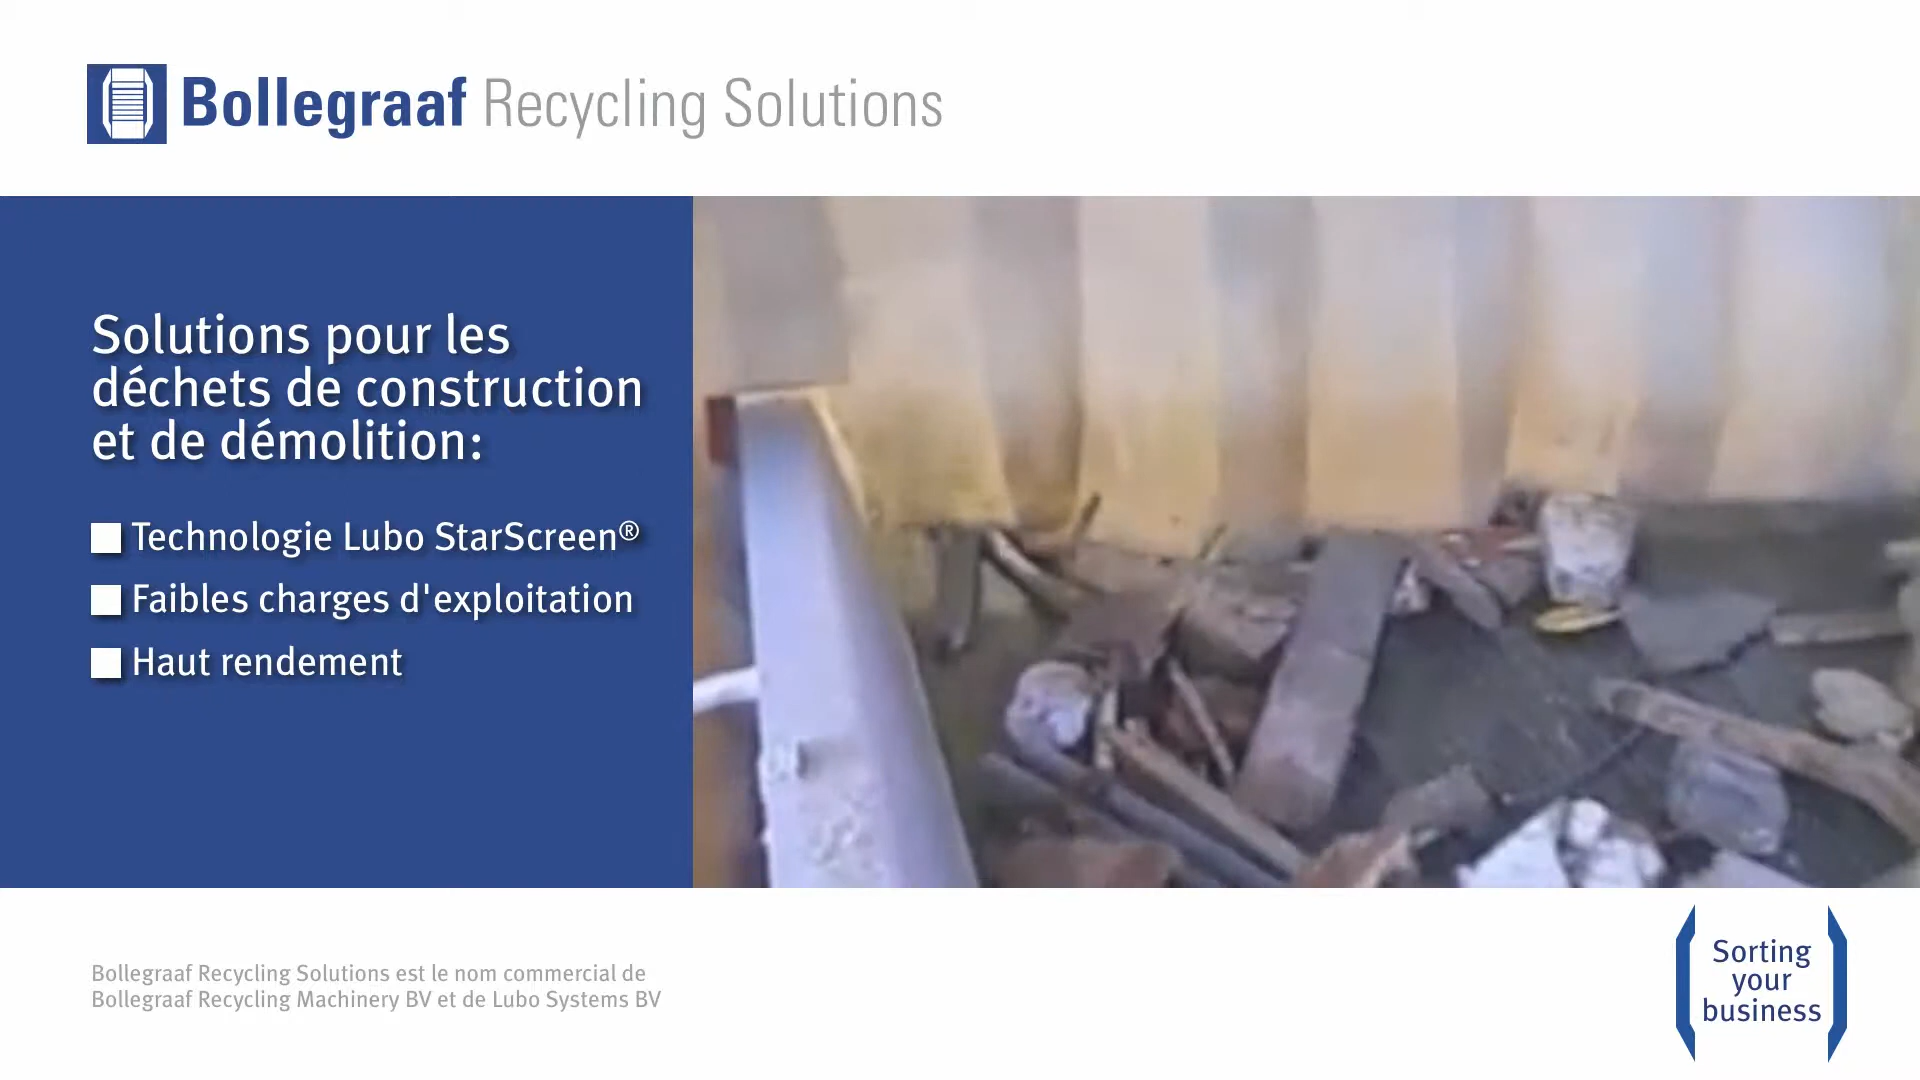 Bollegraaf Recycling Solutions
Solutions pour les
déchets de construction
et de démolition:
Technologie Lubo StarScreen®
Faibles charges d'exploitation
Haut rendement
Bollegraaf Recycling Solutions est le nom commercial de
Bollegraaf Recycling Machinery BV et de Lubo Systems BV
Sorting
your
business